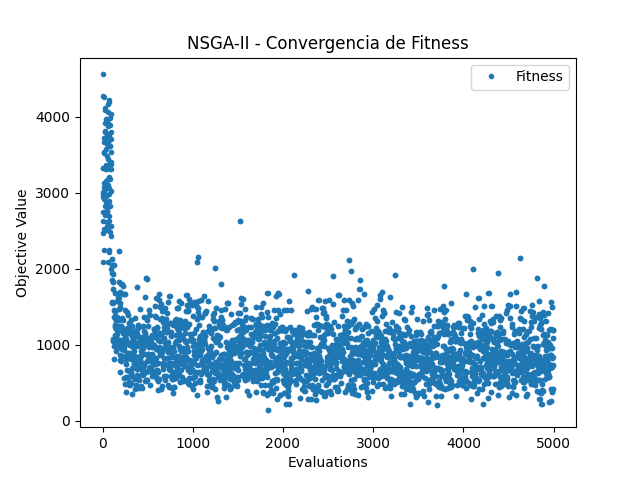 NSGA-II - Convergencia de Fitness
Fitness
Objective Value
4000
3000
2000
1000
0
0 1000 2000 3000 4000 5000
Evaluations